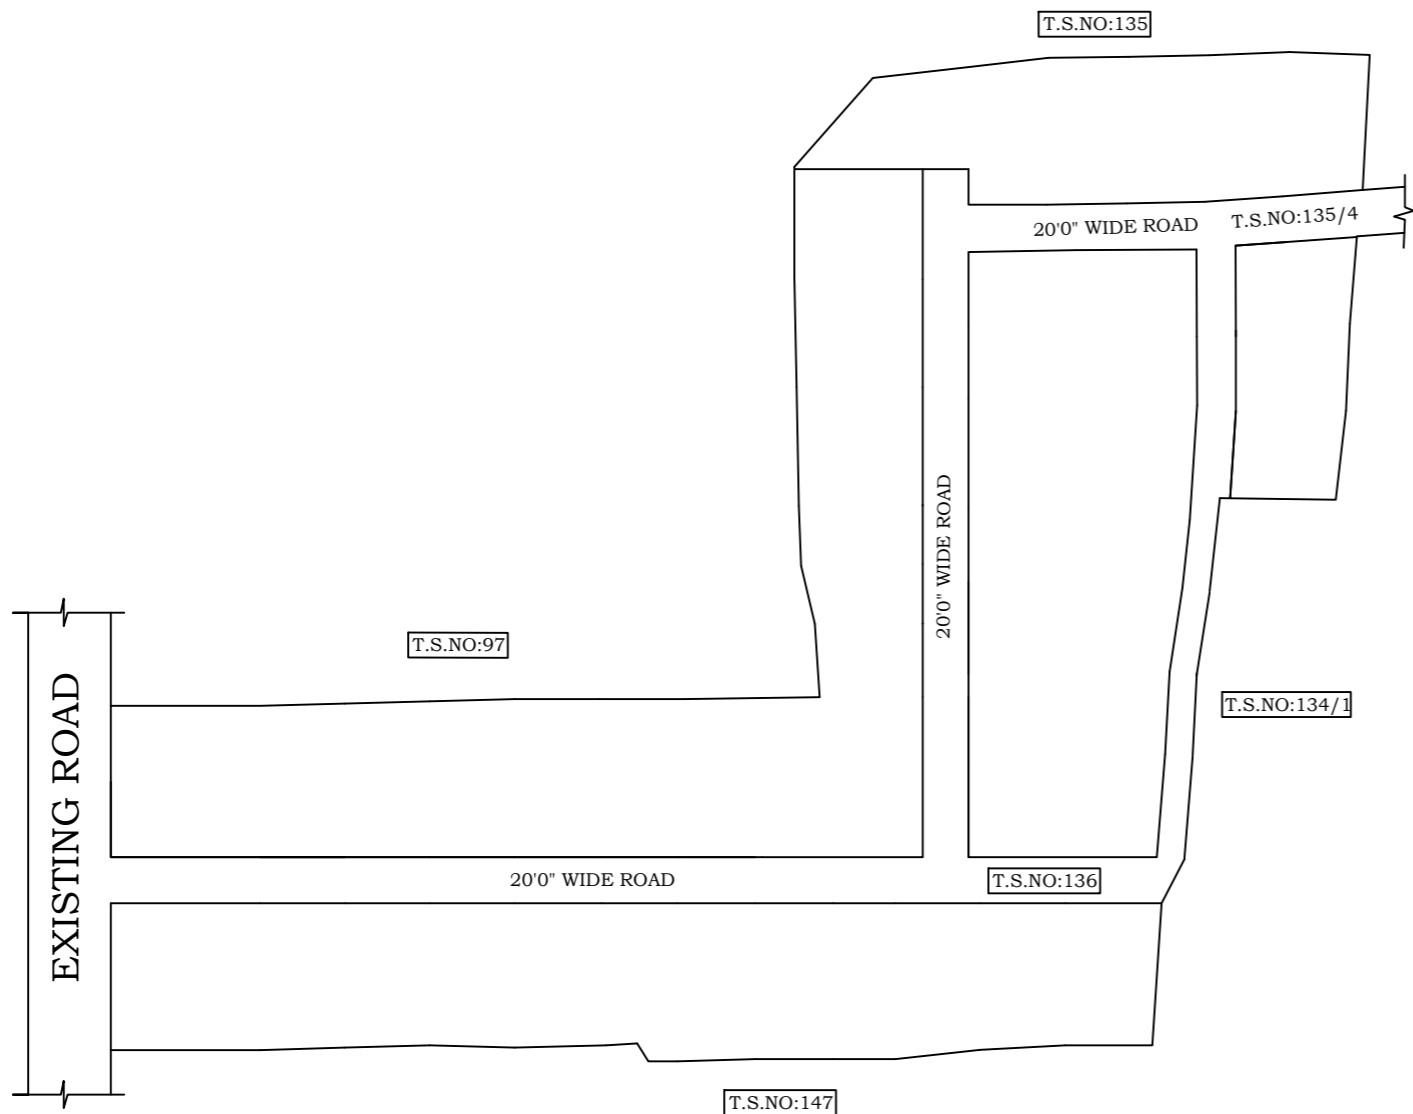 T.S.NO:135
20'0" WIDE ROAD
T.S.NO:135/4
20'0" WIDE ROAD
T.S.NO:97
EXISTING ROAD
T.S.NO:134/1
20'0" WIDE ROAD
T.S.NO:136
T.S.NO:147